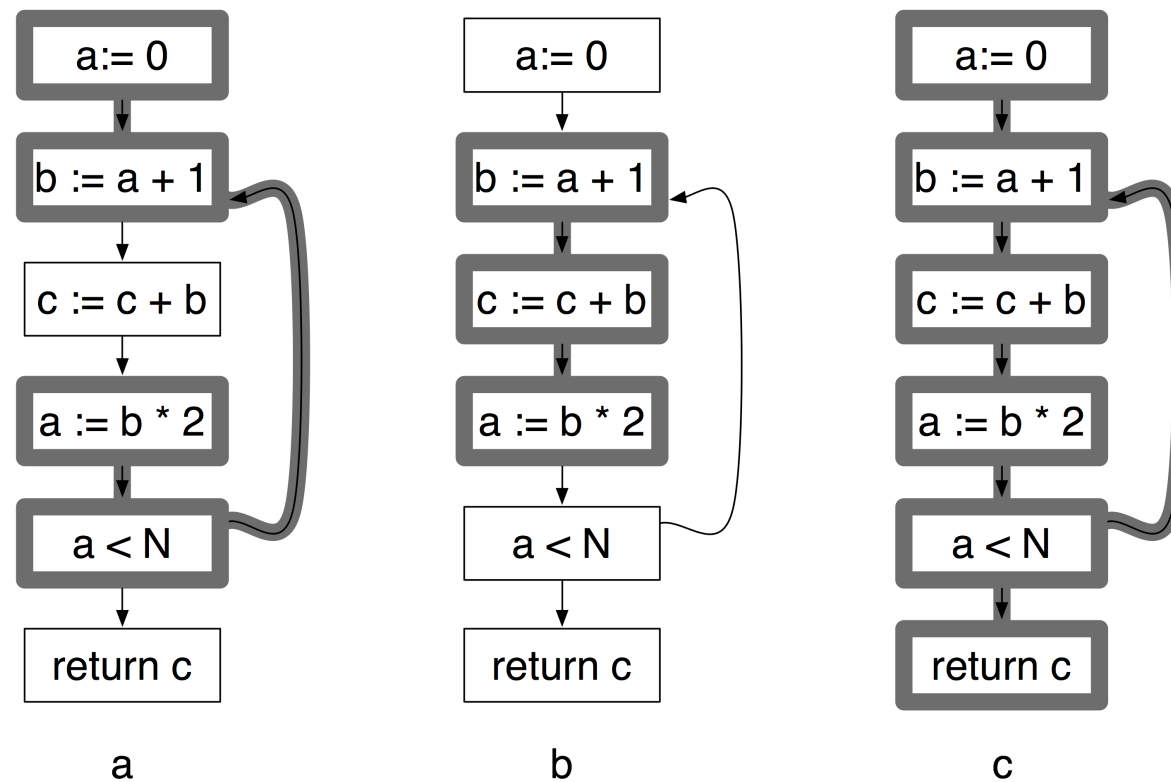 a:= 0
b := a + 1
c := c + b
a := b * 2
a < N
return c
a
a:= 0
b := a + 1
c := c + b
a := b * 2
a < N
return c
b
a:= 0
b := a + 1
c := c + b
a := b * 2
a < N
return c
c